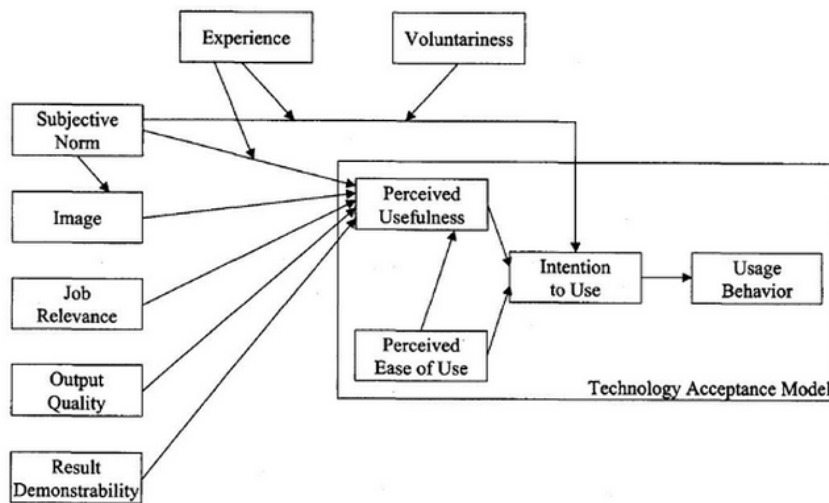 Experience
Voluntariness
Subjective
Norm
Image
Job
Relevance
Output
Quality
Result
Demonstrability
Perceived
Usefulness
Perceived
Ease of Use
Intention
to Use
Usage
Behavior
Technology Acceptance Model